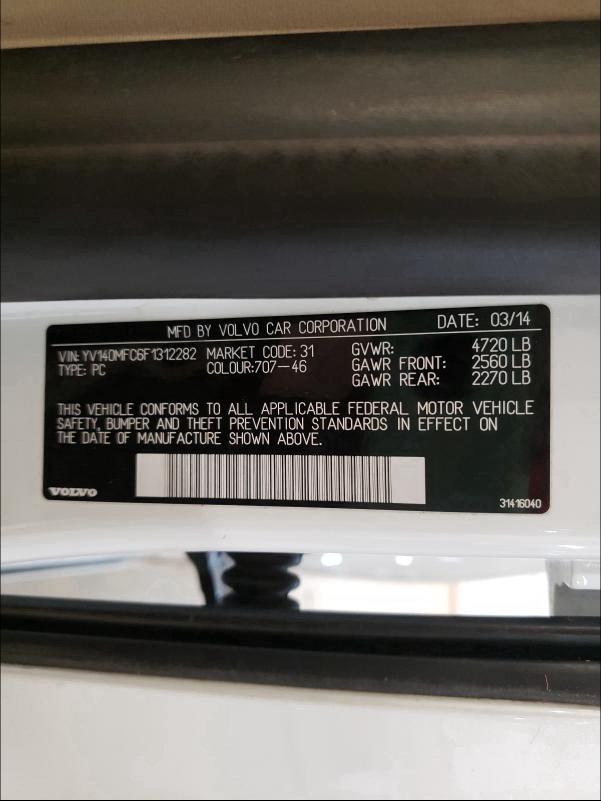 MFD BY VOLVO CAR CORPORATION DATE: 03/14
VIN: YV140MFC6F1312282 MARKET CODE: 31 GVWR: 4720 LB
TYPE: PC COLOUR:707-46 GAWR FRONT: 2560 LB
GAWR REAR: 2270 LB
THIS VEHICLE CONFORMS TO ALL APPLICABLE FEDERAL MOTOR VEHICLE
SAFETY, BUMPER AND THEFT PREVENTION STANDARDS IN EFFECT ON
THE DATE OF MANUFACTURE SHOWN ABOVE.
VOLVO 31416040